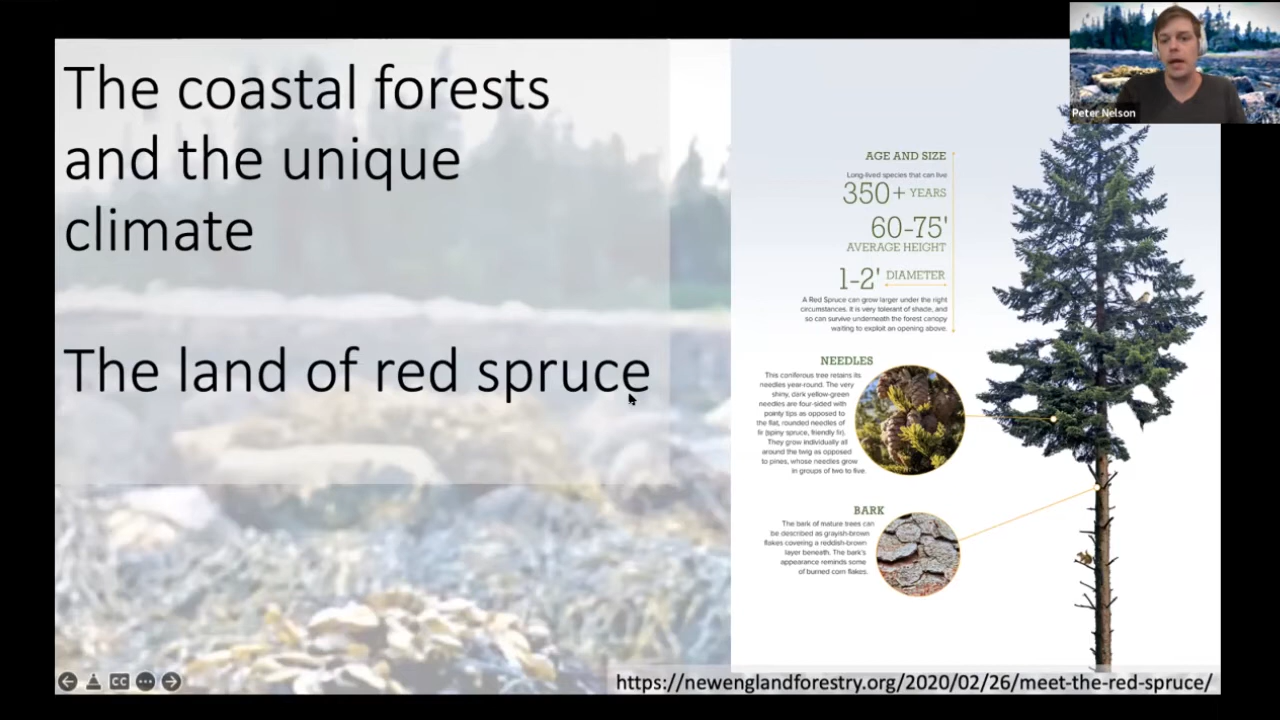 The coastal forests
and the unique
climate
The land of red spruce
Peter Nelson
AGE AND SIZE
Long-lived species that can live
350+ YEARS
60-75'
AVERAGE HEIGHT
1-2' DIAMETER
A Red Spruce can grow larger under the right
circumstances. It is very tolerant of shade, and
so can survive underneath the forest canopy
waiting to exploit an opening above.
NEEDLES
This coniferous tree retains its
needles year-round. The very
shiny, dark yellow-green
needles are four-sided with
pointy tips as opposed to
the flat, rounded needles of
fir (spiny spruce, friendly fir).
They grow individually all
around the twig as opposed
to pines, whose needles grow
in groups of two to five.
BARK
The bark of mature trees can
be described as grayish-brown
flakes covering a reddish-brown
layer beneath. The bark's
appearance reminds some
of burned corn flakes.
CC
https://newenglandforestry.org/2020/02/26/meet-the-red-spruce/